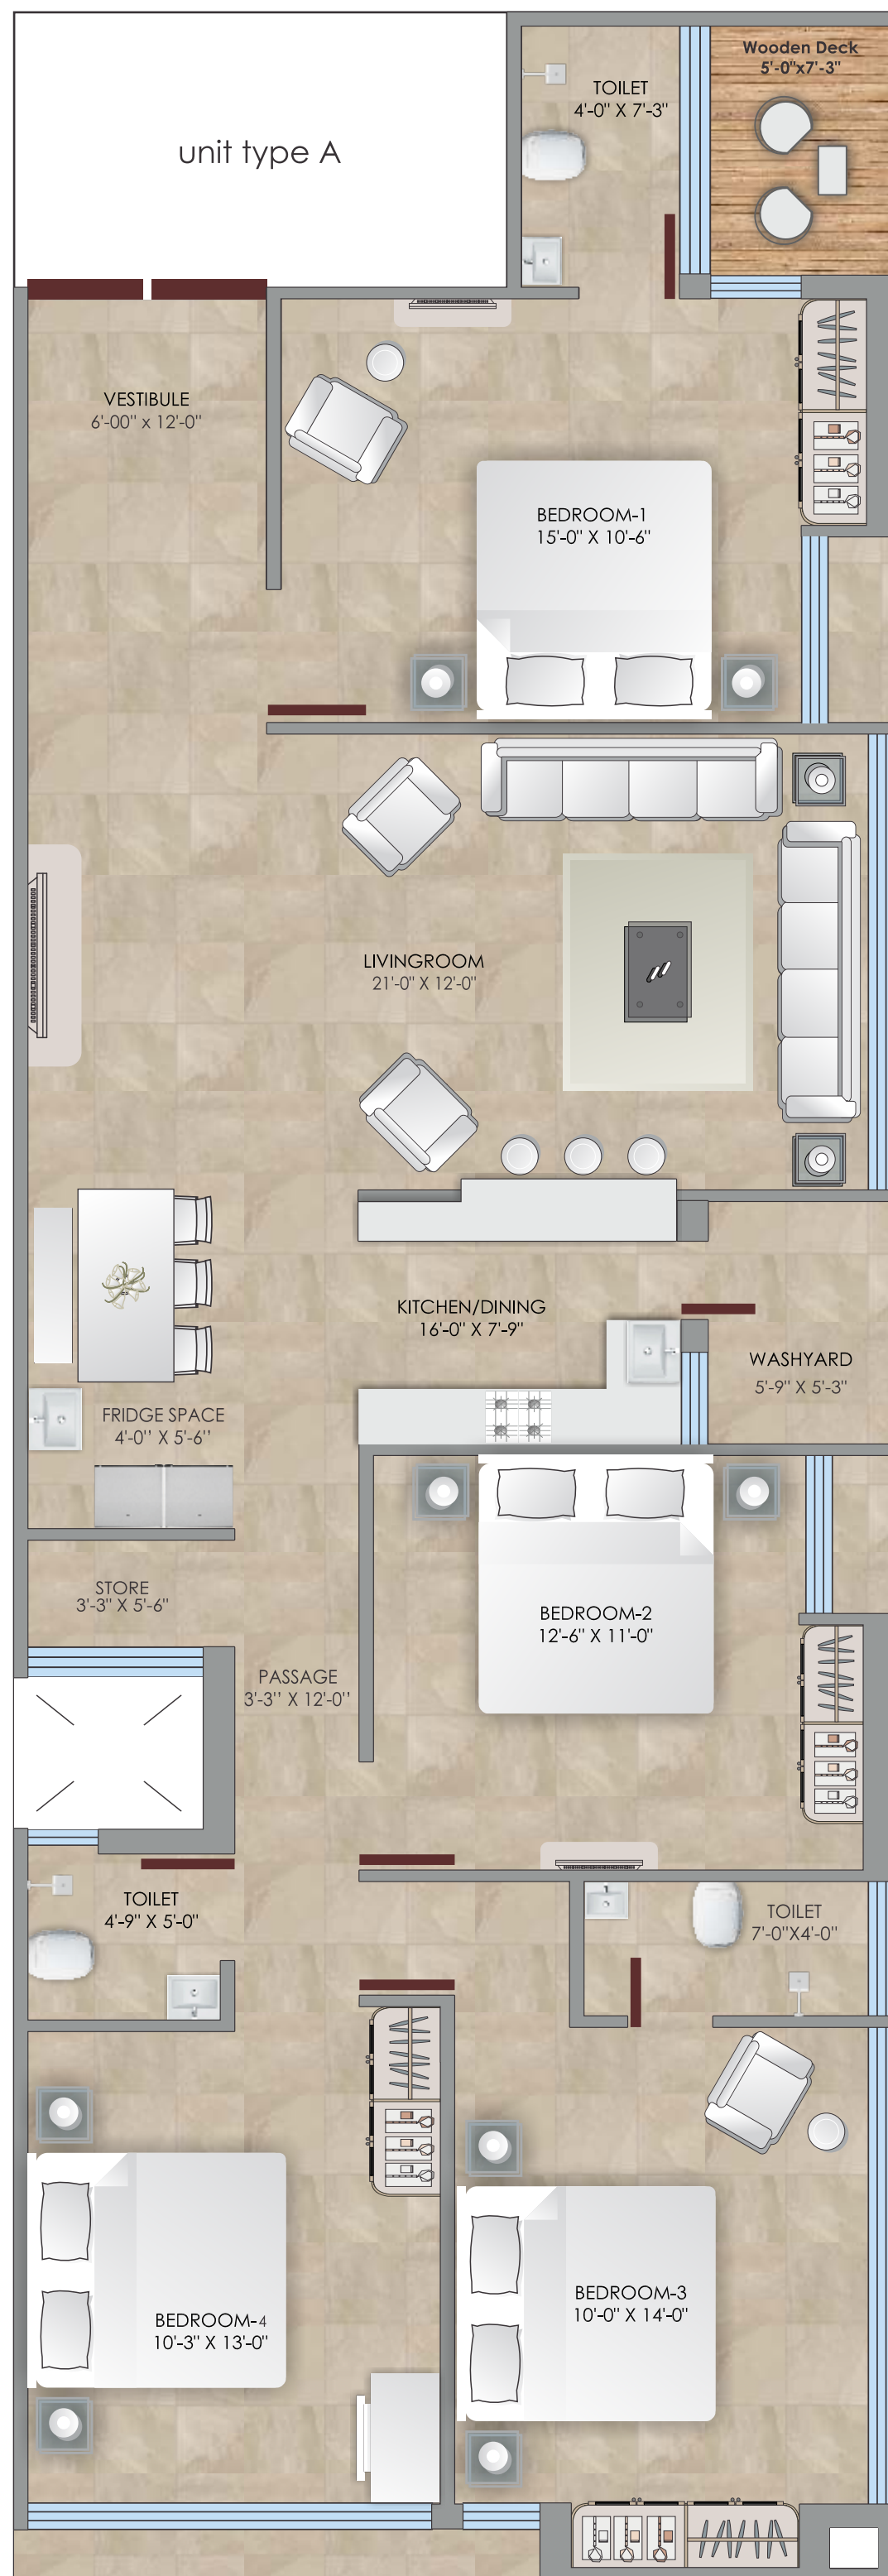 Wooden Deck
5'-0"x7'-3"
TOILET
4'-0" X 7'-3"
unit type A
VESTIBULE
6'-00" x 12'-0"
BEDROOM-1
15'-0" X 10'-6"
LIVINGROOM
21'-0" X 12'-0"
KITCHEN/DINING
16'-0" X 7'-9"
WASHYARD
5'-9" X 5'-3"
FRIDGE SPACE
4'-0'' X 5'-6''
STORE
3'-3" X 5'-6"
BEDROOM-2
12'-6" X 11'-0"
PASSAGE
3'-3'' X 12'-0''
TOILET
4'-9" X 5'-0"
TOILET
7'-0"X4'-0"
BEDROOM-3
10'-0" X 14'-0"
BEDROOM-4
10'-3" X 13'-0"